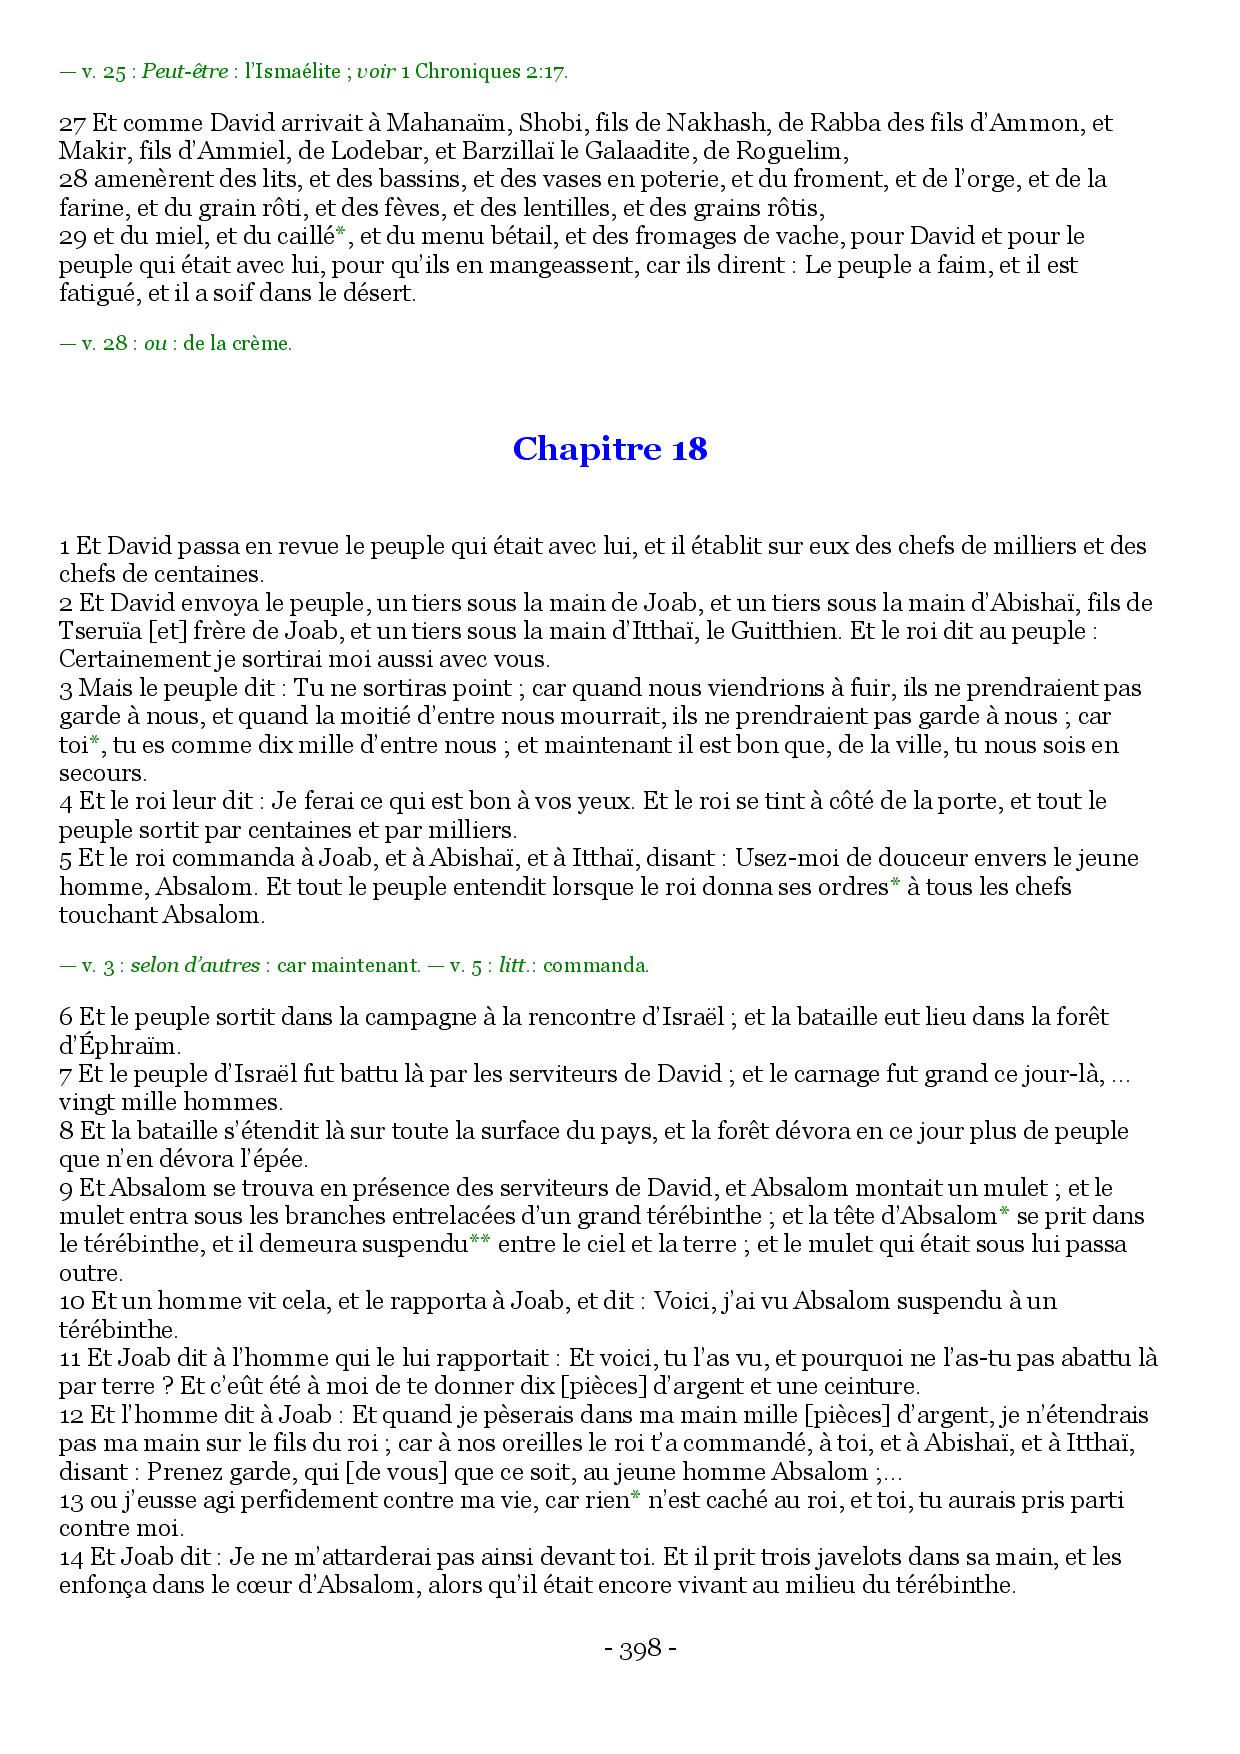 — v. 25 : Peut-être : l’Ismaélite ; voir 1 Chroniques 2:17.
27 Et comme David arrivait à Mahanaïm, Shobi, fils de Nakhash, de Rabba des fils d’Ammon, et
Makir, fils d’Ammiel, de Lodebar, et Barzillaï le Galaadite, de Roguelim,
28 amenèrent des lits, et des bassins, et des vases en poterie, et du froment, et de l’orge, et de la
farine, et du grain rôti, et des fèves, et des lentilles, et des grains rôtis,
29 et du miel, et du caillé*, et du menu bétail, et des fromages de vache, pour David et pour le
peuple qui était avec lui, pour qu’ils en mangeassent, car ils dirent : Le peuple a faim, et il est
fatigué, et il a soif dans le désert.
— v. 28 : ou : de la crème.
Chapitre 18
1 Et David passa en revue le peuple qui était avec lui, et il établit sur eux des chefs de milliers et des
chefs de centaines.
2 Et David envoya le peuple, un tiers sous la main de Joab, et un tiers sous la main d’Abishaï, fils de
Tseruïa [et] frère de Joab, et un tiers sous la main d’Itthaï, le Guitthien. Et le roi dit au peuple :
Certainement je sortirai moi aussi avec vous.
3 Mais le peuple dit : Tu ne sortiras point ; car quand nous viendrions à fuir, ils ne prendraient pas
garde à nous, et quand la moitié d’entre nous mourrait, ils ne prendraient pas garde à nous ; car
toi*, tu es comme dix mille d’entre nous ; et maintenant il est bon que, de la ville, tu nous sois en
secours.
4 Et le roi leur dit : Je ferai ce qui est bon à vos yeux. Et le roi se tint à côté de la porte, et tout le
peuple sortit par centaines et par milliers.
5 Et le roi commanda à Joab, et à Abishaï, et à Itthaï, disant : Usez-moi de douceur envers le jeune
homme, Absalom. Et tout le peuple entendit lorsque le roi donna ses ordres* à tous les chefs
touchant Absalom.
— v. 3 : selon d’autres : car maintenant. — v. 5 : litt.: commanda.
6 Et le peuple sortit dans la campagne à la rencontre d’Israël ; et la bataille eut lieu dans la forêt
d’Éphraïm.
7 Et le peuple d’Israël fut battu là par les serviteurs de David ; et le carnage fut grand ce jour-là, ...
vingt mille hommes.
8 Et la bataille s’étendit là sur toute la surface du pays, et la forêt dévora en ce jour plus de peuple
que n’en dévora l’épée.
9 Et Absalom se trouva en présence des serviteurs de David, et Absalom montait un mulet ; et le
mulet entra sous les branches entrelacées d’un grand térébinthe ; et la tête d’Absalom* se prit dans
le térébinthe, et il demeura suspendu** entre le ciel et la terre ; et le mulet qui était sous lui passa
outre.
10 Et un homme vit cela, et le rapporta à Joab, et dit : Voici, j’ai vu Absalom suspendu à un
térébinthe.
11 Et Joab dit à l’homme qui le lui rapportait : Et voici, tu l’as vu, et pourquoi ne l’as-tu pas abattu là
par terre ? Et c’eût été à moi de te donner dix [pièces] d’argent et une ceinture.
12 Et l’homme dit à Joab : Et quand je pèserais dans ma main mille [pièces] d’argent, je n’étendrais
pas ma main sur le fils du roi ; car à nos oreilles le roi t’a commandé, à toi, et à Abishaï, et à Itthaï,
disant : Prenez garde, qui [de vous] que ce soit, au jeune homme Absalom ;...
13 ou j’eusse agi perfidement contre ma vie, car rien* n’est caché au roi, et toi, tu aurais pris parti
contre moi.
14 Et Joab dit : Je ne m’attarderai pas ainsi devant toi. Et il prit trois javelots dans sa main, et les
enfonça dans le cœur d’Absalom, alors qu’il était encore vivant au milieu du térébinthe.
- 398 -